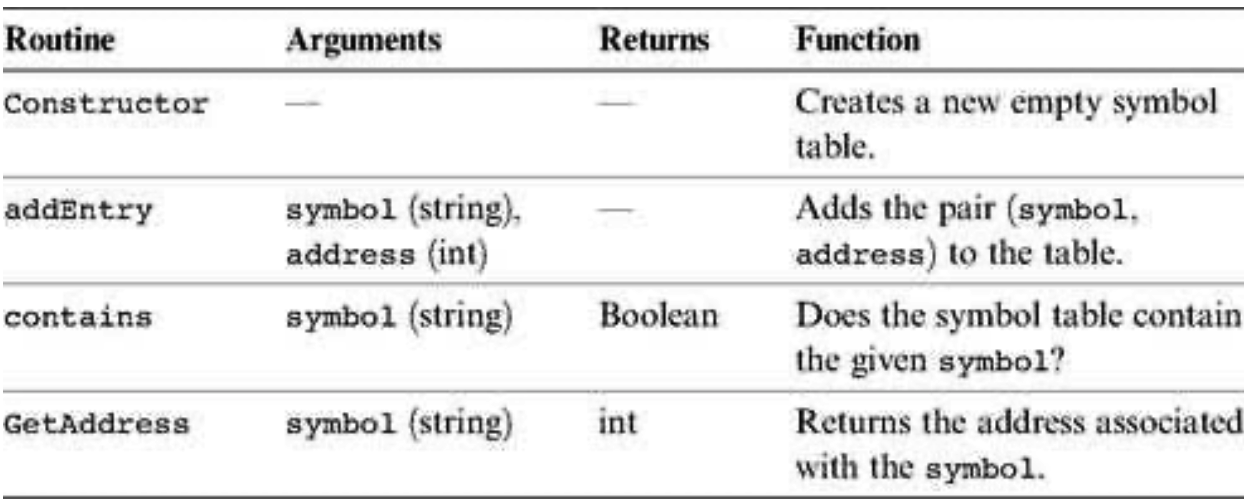 Routine Arguments Returns Function
Constructor — — Creates a new empty symbol
table.
addEntry symbol (string), — Adds the pair (symbol,
address (int) address) to the table.
contains symbol (string) Boolean Does the symbol table contain
the given symbol?
GetAddress symbol (string) int Returns the address associated
with the symbol.